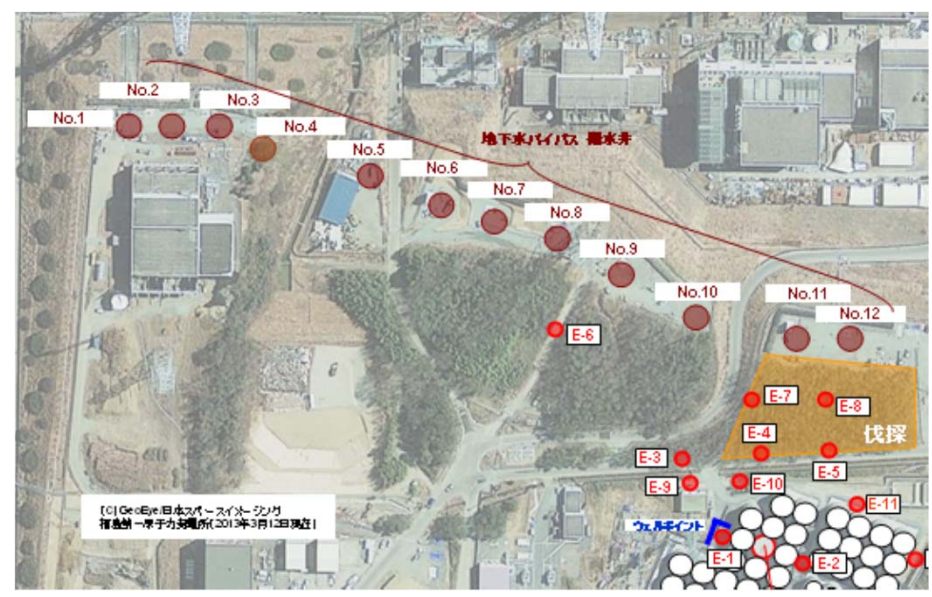 No.1
No.2
No.3
No.4
No.5
No.6
No.7
No.8
No.9
No.10
No.11
No.12
地下水バイパス 揚水井
E-6
E-7
E-8
伐採
E-4
E-3
E-5
E-9
E-10
E-11
ウェルポイント
E-1
E-2
(C)GeoEye/日本スペースイメージング
福島第一原子力発電所(2013年3月12日現在)